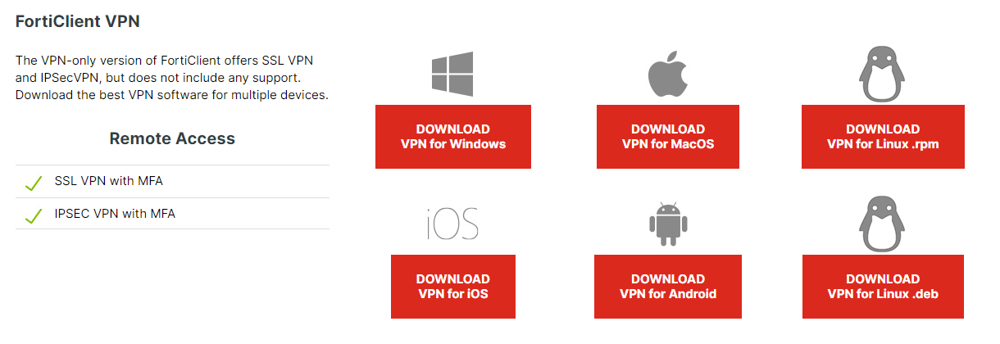 FortiClient VPN
The VPN-only version of FortiClient offers SSL VPN
and IPSecVPN, but does not include any support.
Download the best VPN software for multiple devices.
Remote Access
SSL VPN with MFA
IPSEC VPN with MFA
DOWNLOAD
VPN for Windows
DOWNLOAD
VPN for MacOS
DOWNLOAD
VPN for Linux .rpm
iOS
DOWNLOAD
VPN for iOS
DOWNLOAD
VPN for Android
DOWNLOAD
VPN for Linux .deb